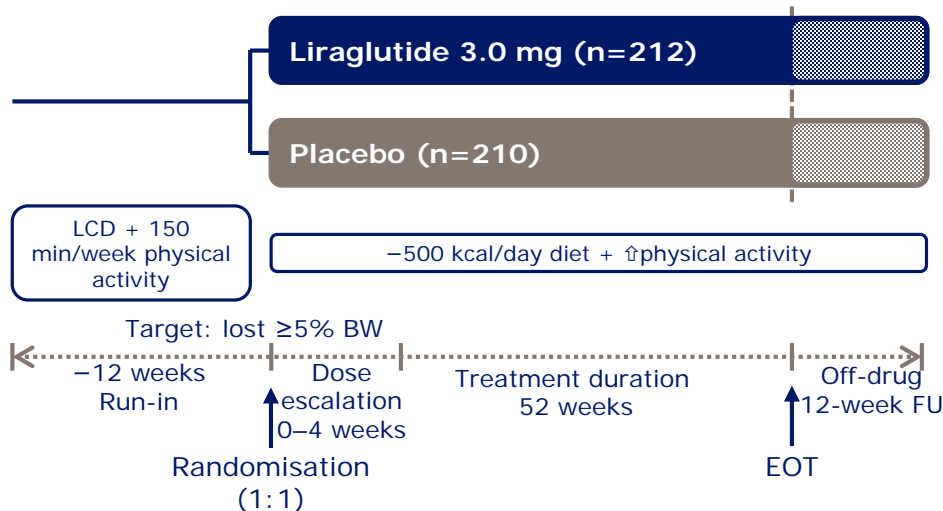 Liraglutide 3.0 mg (n=212)
Placebo (n=210)
LCD + 150
min/week physical
activity
−500 kcal/day diet + ⇧physical activity
Target: lost ≥5% BW
−12 weeks
Run-in
Dose
escalation
0–4 weeks
Treatment duration
52 weeks
Off-drug
12-week FU
Randomisation
(1:1)
EOT